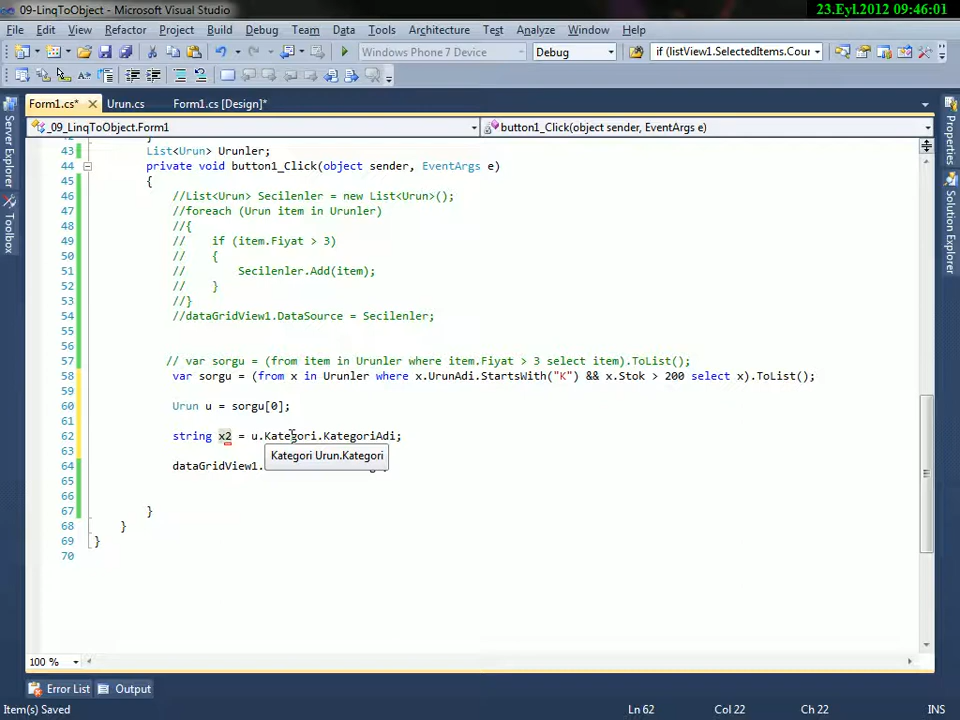 09-LinqToObject - Microsoft Visual Studio
23.Eyl.2012 09:46:01
File Edit View Refactor Project Build Debug Team Data Tools Architecture Test Analyze Window Help
Windows Phone 7 Device Debug if (listView1.SelectedItems.Cour
Form1.cs* Urun.cs Form1.cs [Design]*
_09_LinqToObject.Form1 button1_Click(object sender, EventArgs e)
43 List<Urun> Urunler;
44 private void button1_Click(object sender, EventArgs e)
45 {
46 //List<Urun> Secilenler = new List<Urun>();
47 //foreach (Urun item in Urunler)
48 //{
49 // if (item.Fiyat > 3)
50 // {
51 // Secilenler.Add(item);
52 // }
53 //}
54 //dataGridView1.DataSource = Secilenler;
55
56
57 // var sorgu = (from item in Urunler where item.Fiyat > 3 select item).ToList();
58 var sorgu = (from x in Urunler where x.UrunAdi.StartsWith("K") && x.Stok > 200 select x).ToList();
59
60 Urun u = sorgu[0];
61
62 string x2 = u.Kategori.KategoriAdi;
63 Kategori Urun.Kategori
64 dataGridView1.
65
66
67 }
68 }
69 }
70
100 %
Error List Output
Item(s) Saved Ln 62 Col 22 Ch 22 INS
Server Explorer
Toolbox
Properties
Solution Explorer